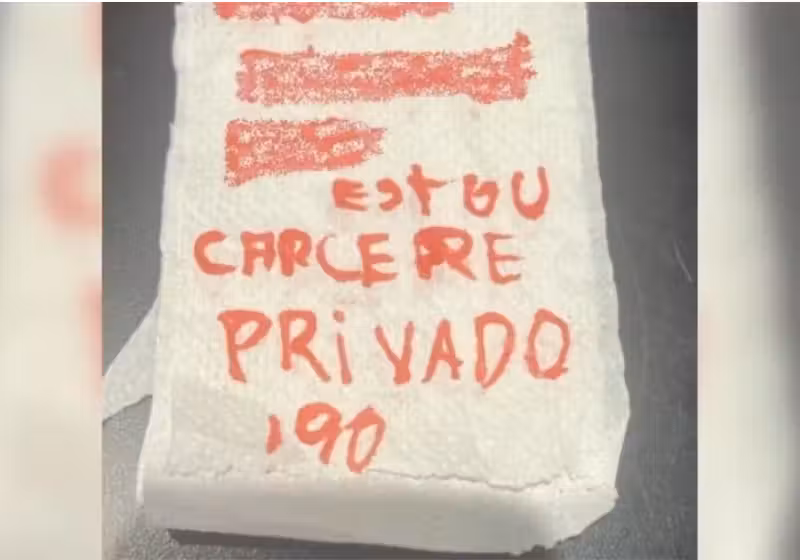 ESTOU
CARCERE
PRIVADO
190